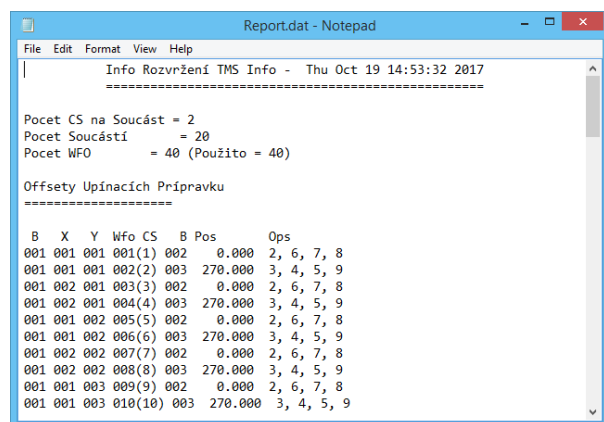 Report.dat - Notepad
File Edit Format View Help
Info Rozvržení TMS Info -  Thu Oct 19 14:53:32 2017
===================================================
Pocet CS na Soucást = 2
Pocet Soucástí       = 20
Pocet WFO        = 40 (Použito = 40)
Offsety Upínacích Prípravku
====================
B   X   Y  Wfo CS   B Pos       Ops
001 001 001 001(1) 002    0.000  2, 6, 7, 8
001 001 001 002(2) 003  270.000  3, 4, 5, 9
001 002 001 003(3) 002    0.000  2, 6, 7, 8
001 002 001 004(4) 003  270.000  3, 4, 5, 9
001 001 002 005(5) 002    0.000  2, 6, 7, 8
001 001 002 006(6) 003  270.000  3, 4, 5, 9
001 002 002 007(7) 002    0.000  2, 6, 7, 8
001 002 002 008(8) 003  270.000  3, 4, 5, 9
001 001 003 009(9) 002    0.000  2, 6, 7, 8
001 001 003 010(10) 003  270.000  3, 4, 5, 9